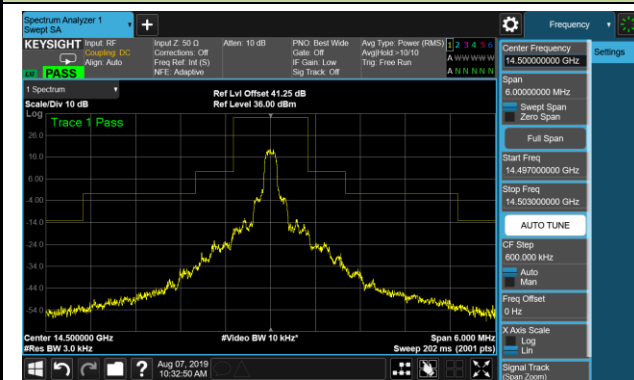 Spectrum Analyzer 1
Swept SA
+
Frequency
KEYSIGHT
Input: RF
Coupling: DC
Align: Auto
Input Z: 50 Ω
Corrections: Off
Freq Ref: Int (S)
NFE: Adaptive
Atten: 10 dB
PNO: Best Wide
Gate: Off
IF Gain: Low
Sig Track: Off
Avg Type: Power (RMS)
Avg|Hold:>10/10
Trig: Free Run
1 2 3 4 5 6
A W W W W W
A N N N N N
PASS
1 Spectrum
Scale/Div 10 dB
Ref Lvl Offset 41.25 dB
Ref Level 36.00 dBm
Log
Trace 1 Pass
26.0
16.0
6.00
-4.00
-14.0
-24.0
-34.0
-44.0
-54.0
Center 14.500000 GHz
#Video BW 10 kHz*
Span 6.000 MHz
#Res BW 3.0 kHz
Sweep 202 ms (2001 pts)
?
Aug 07, 2019
10:32:50 AM
Center Frequency
14.500000000 GHz
Settings
Span
6.00000000 MHz
Swept Span
Zero Span
Full Span
Start Freq
14.497000000 GHz
Stop Freq
14.503000000 GHz
AUTO TUNE
CF Step
600.000 kHz
Auto
Man
Freq Offset
0 Hz
X Axis Scale
Log
Lin
Signal Track
(Span Zoom)